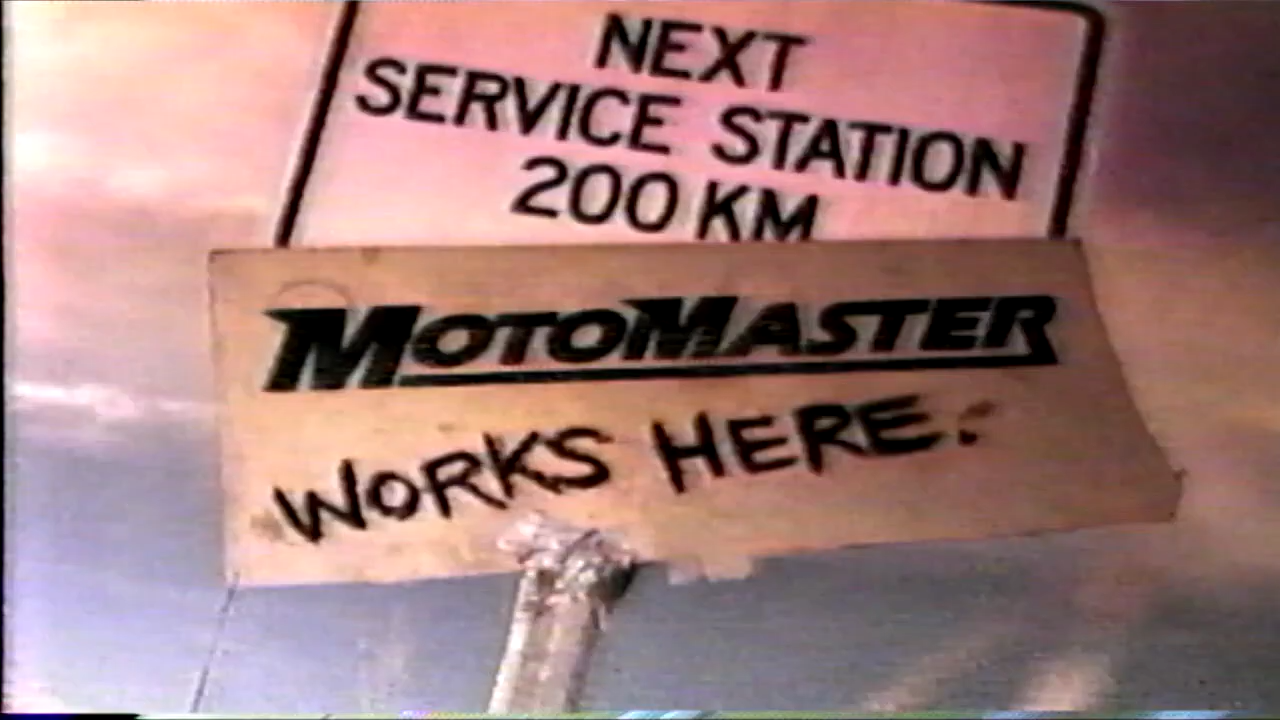 NEXT
SERVICE STATION
200 KM
MOTOMASTER
WORKS HERE.